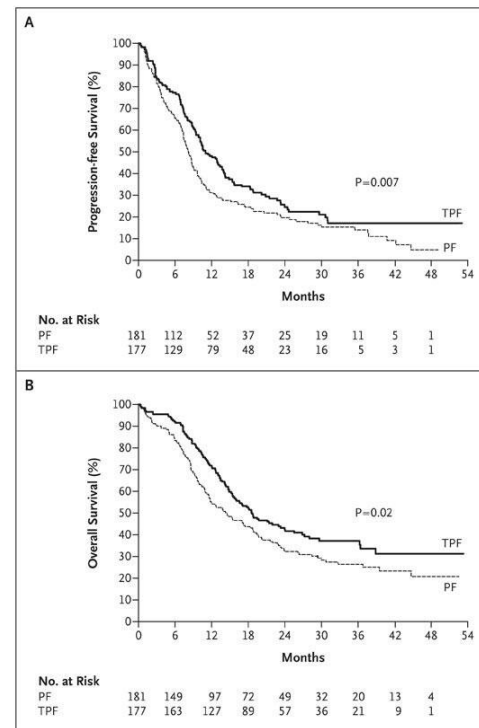 A
100
90
80
70
60
50
40
30
20
10
0
Progression-free Survival (%)
P=0.007
TPF
PF
0 6 12 18 24 30 36 42 48 54
Months
No. at Risk
PF 181 112 52 37 25 19 11 5 1
TPF 177 129 79 48 23 16 5 3 1
B
100
90
80
70
60
50
40
30
20
10
0
Overall Survival (%)
P=0.02
TPF
PF
0 6 12 18 24 30 36 42 48 54
Months
No. at Risk
PF 181 149 97 72 49 32 20 13 4
TPF 177 163 127 89 57 36 21 9 1